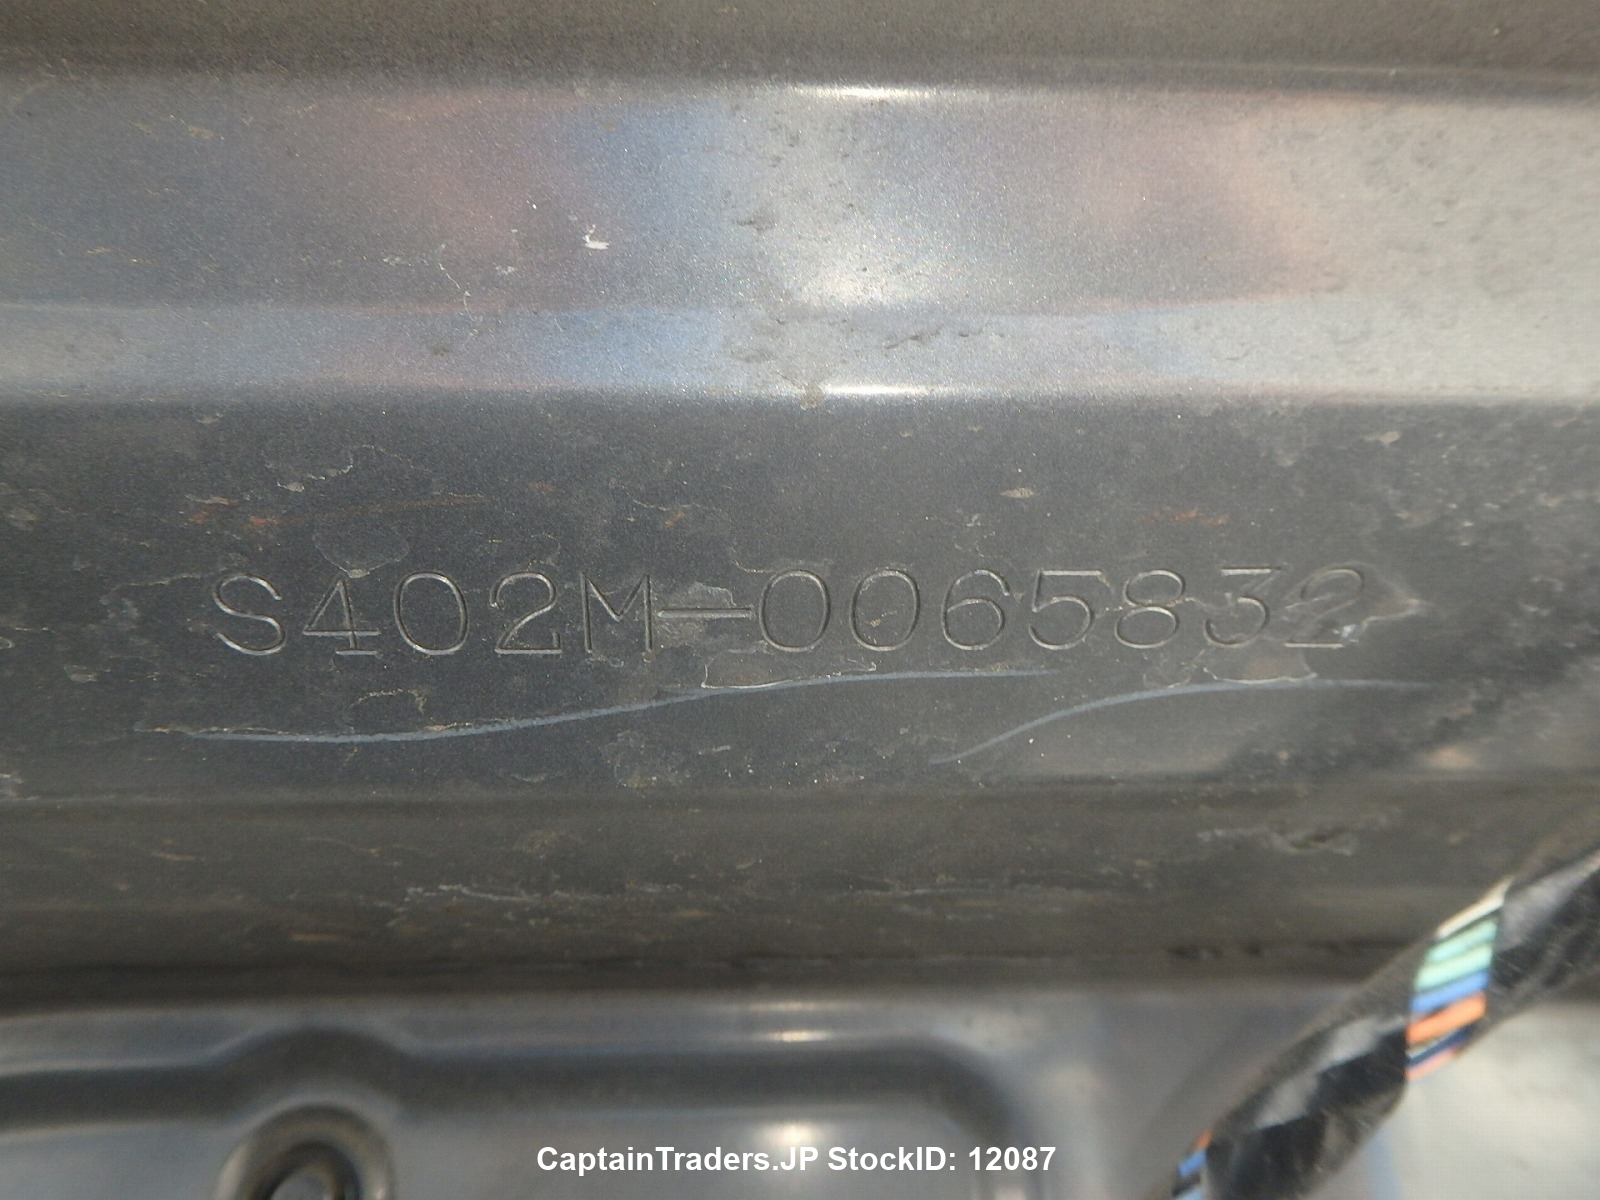 S402M-0065832
CaptainTraders.JP StockID: 12087